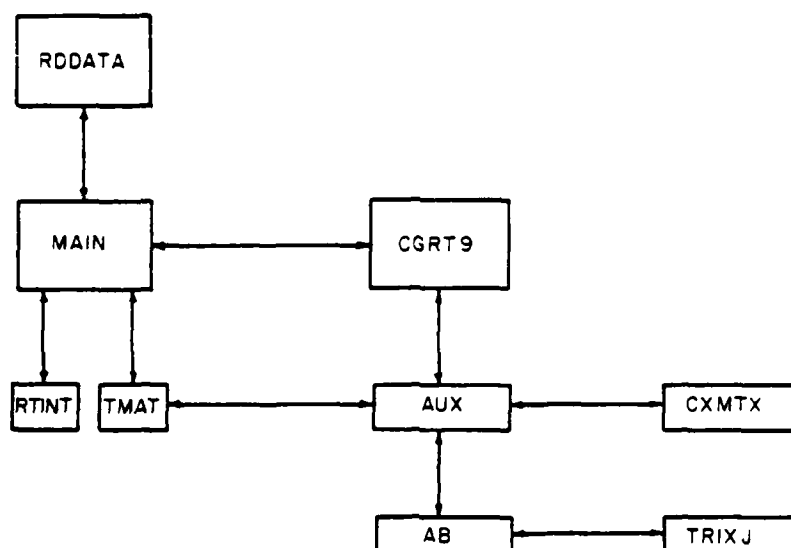 RDDATA
MAIN
CGRT9
RTINT
TMAT
AUX
CXMTX
AB
TRIXJ